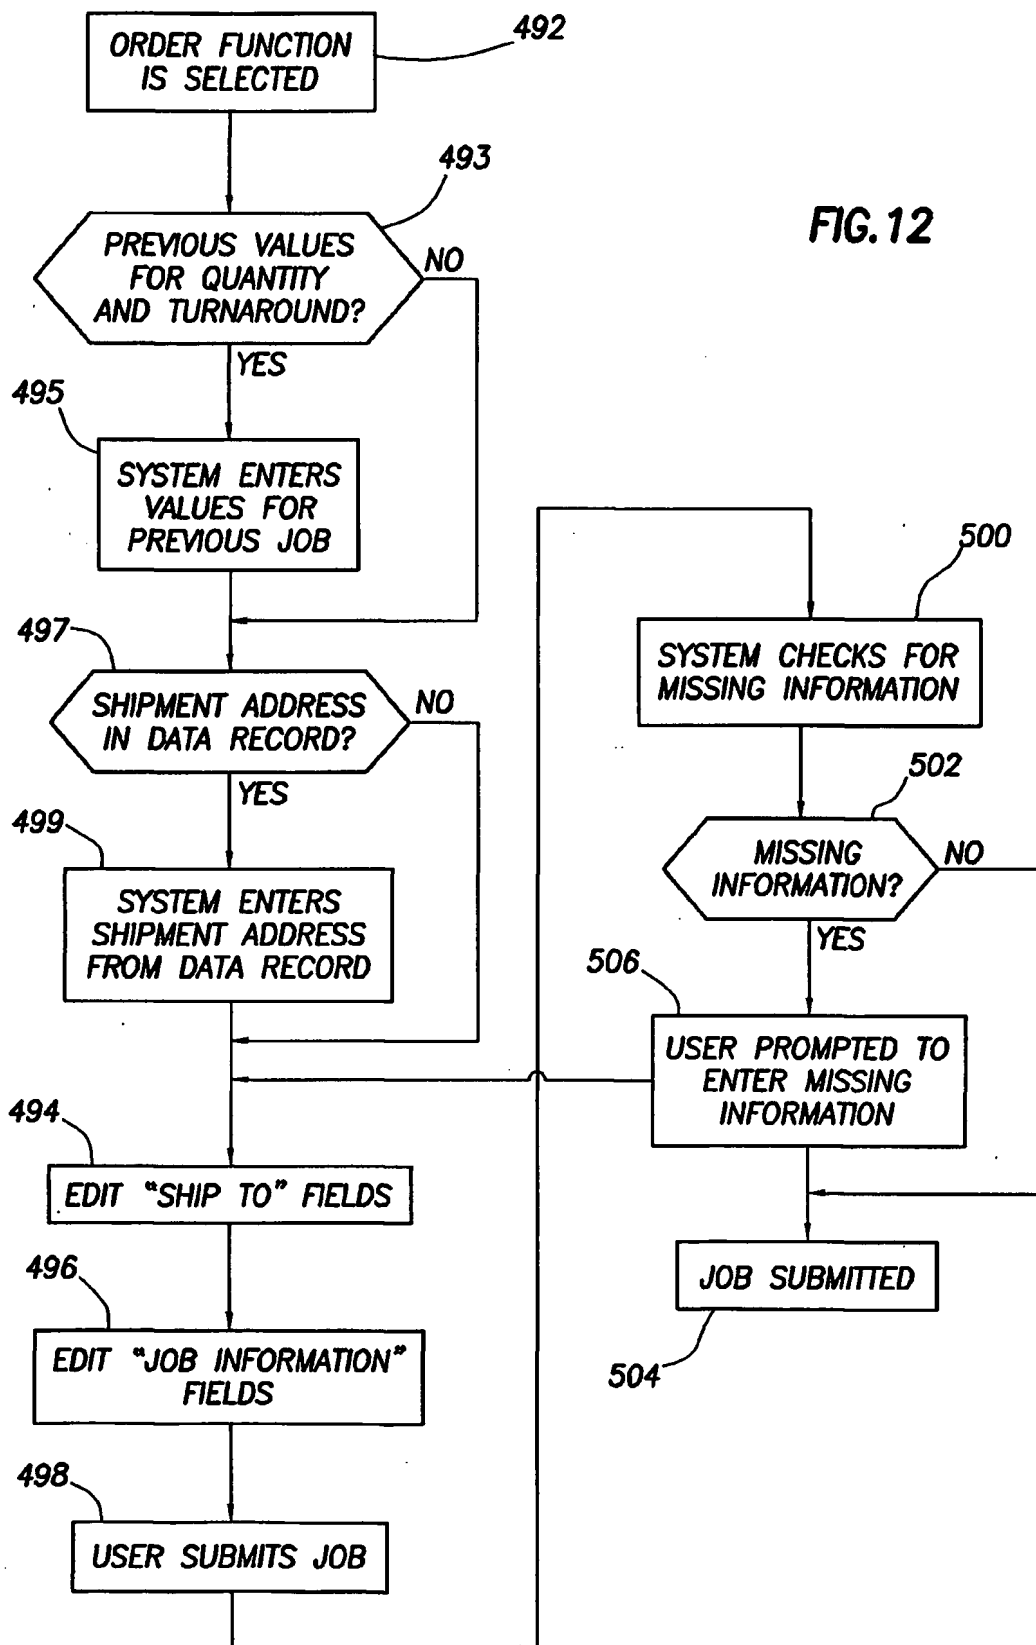 492
ORDER FUNCTION
IS SELECTED
493
FIG.12
PREVIOUS VALUES
FOR QUANTITY
AND TURNAROUND?
NO
YES
495
SYSTEM ENTERS
VALUES FOR
PREVIOUS JOB
497
SHIPMENT ADDRESS
IN DATA RECORD?
NO
YES
499
SYSTEM ENTERS
SHIPMENT ADDRESS
FROM DATA RECORD
494
EDIT "SHIP TO" FIELDS
496
EDIT "JOB INFORMATION"
FIELDS
498
USER SUBMITS JOB
500
SYSTEM CHECKS FOR
MISSING INFORMATION
502
MISSING
INFORMATION?
NO
YES
506
USER PROMPTED TO
ENTER MISSING
INFORMATION
JOB SUBMITTED
504